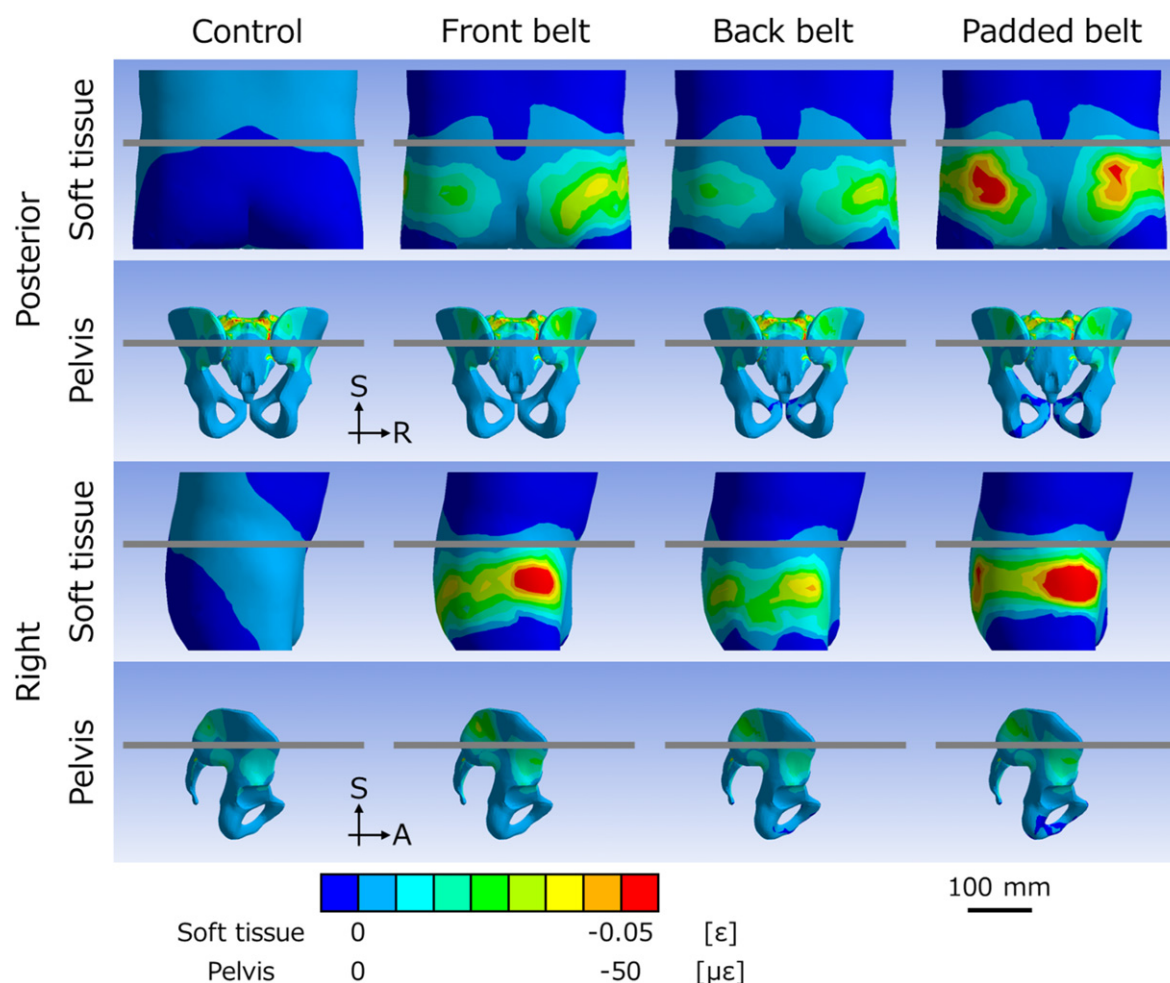 Control Front belt Back belt Padded belt
Posterior
Soft tissue
Pelvis
S
R
Right
Soft tissue
Pelvis
S
A
100 mm
Soft tissue 0 -0.05 [ε]
Pelvis 0 -50 [με]